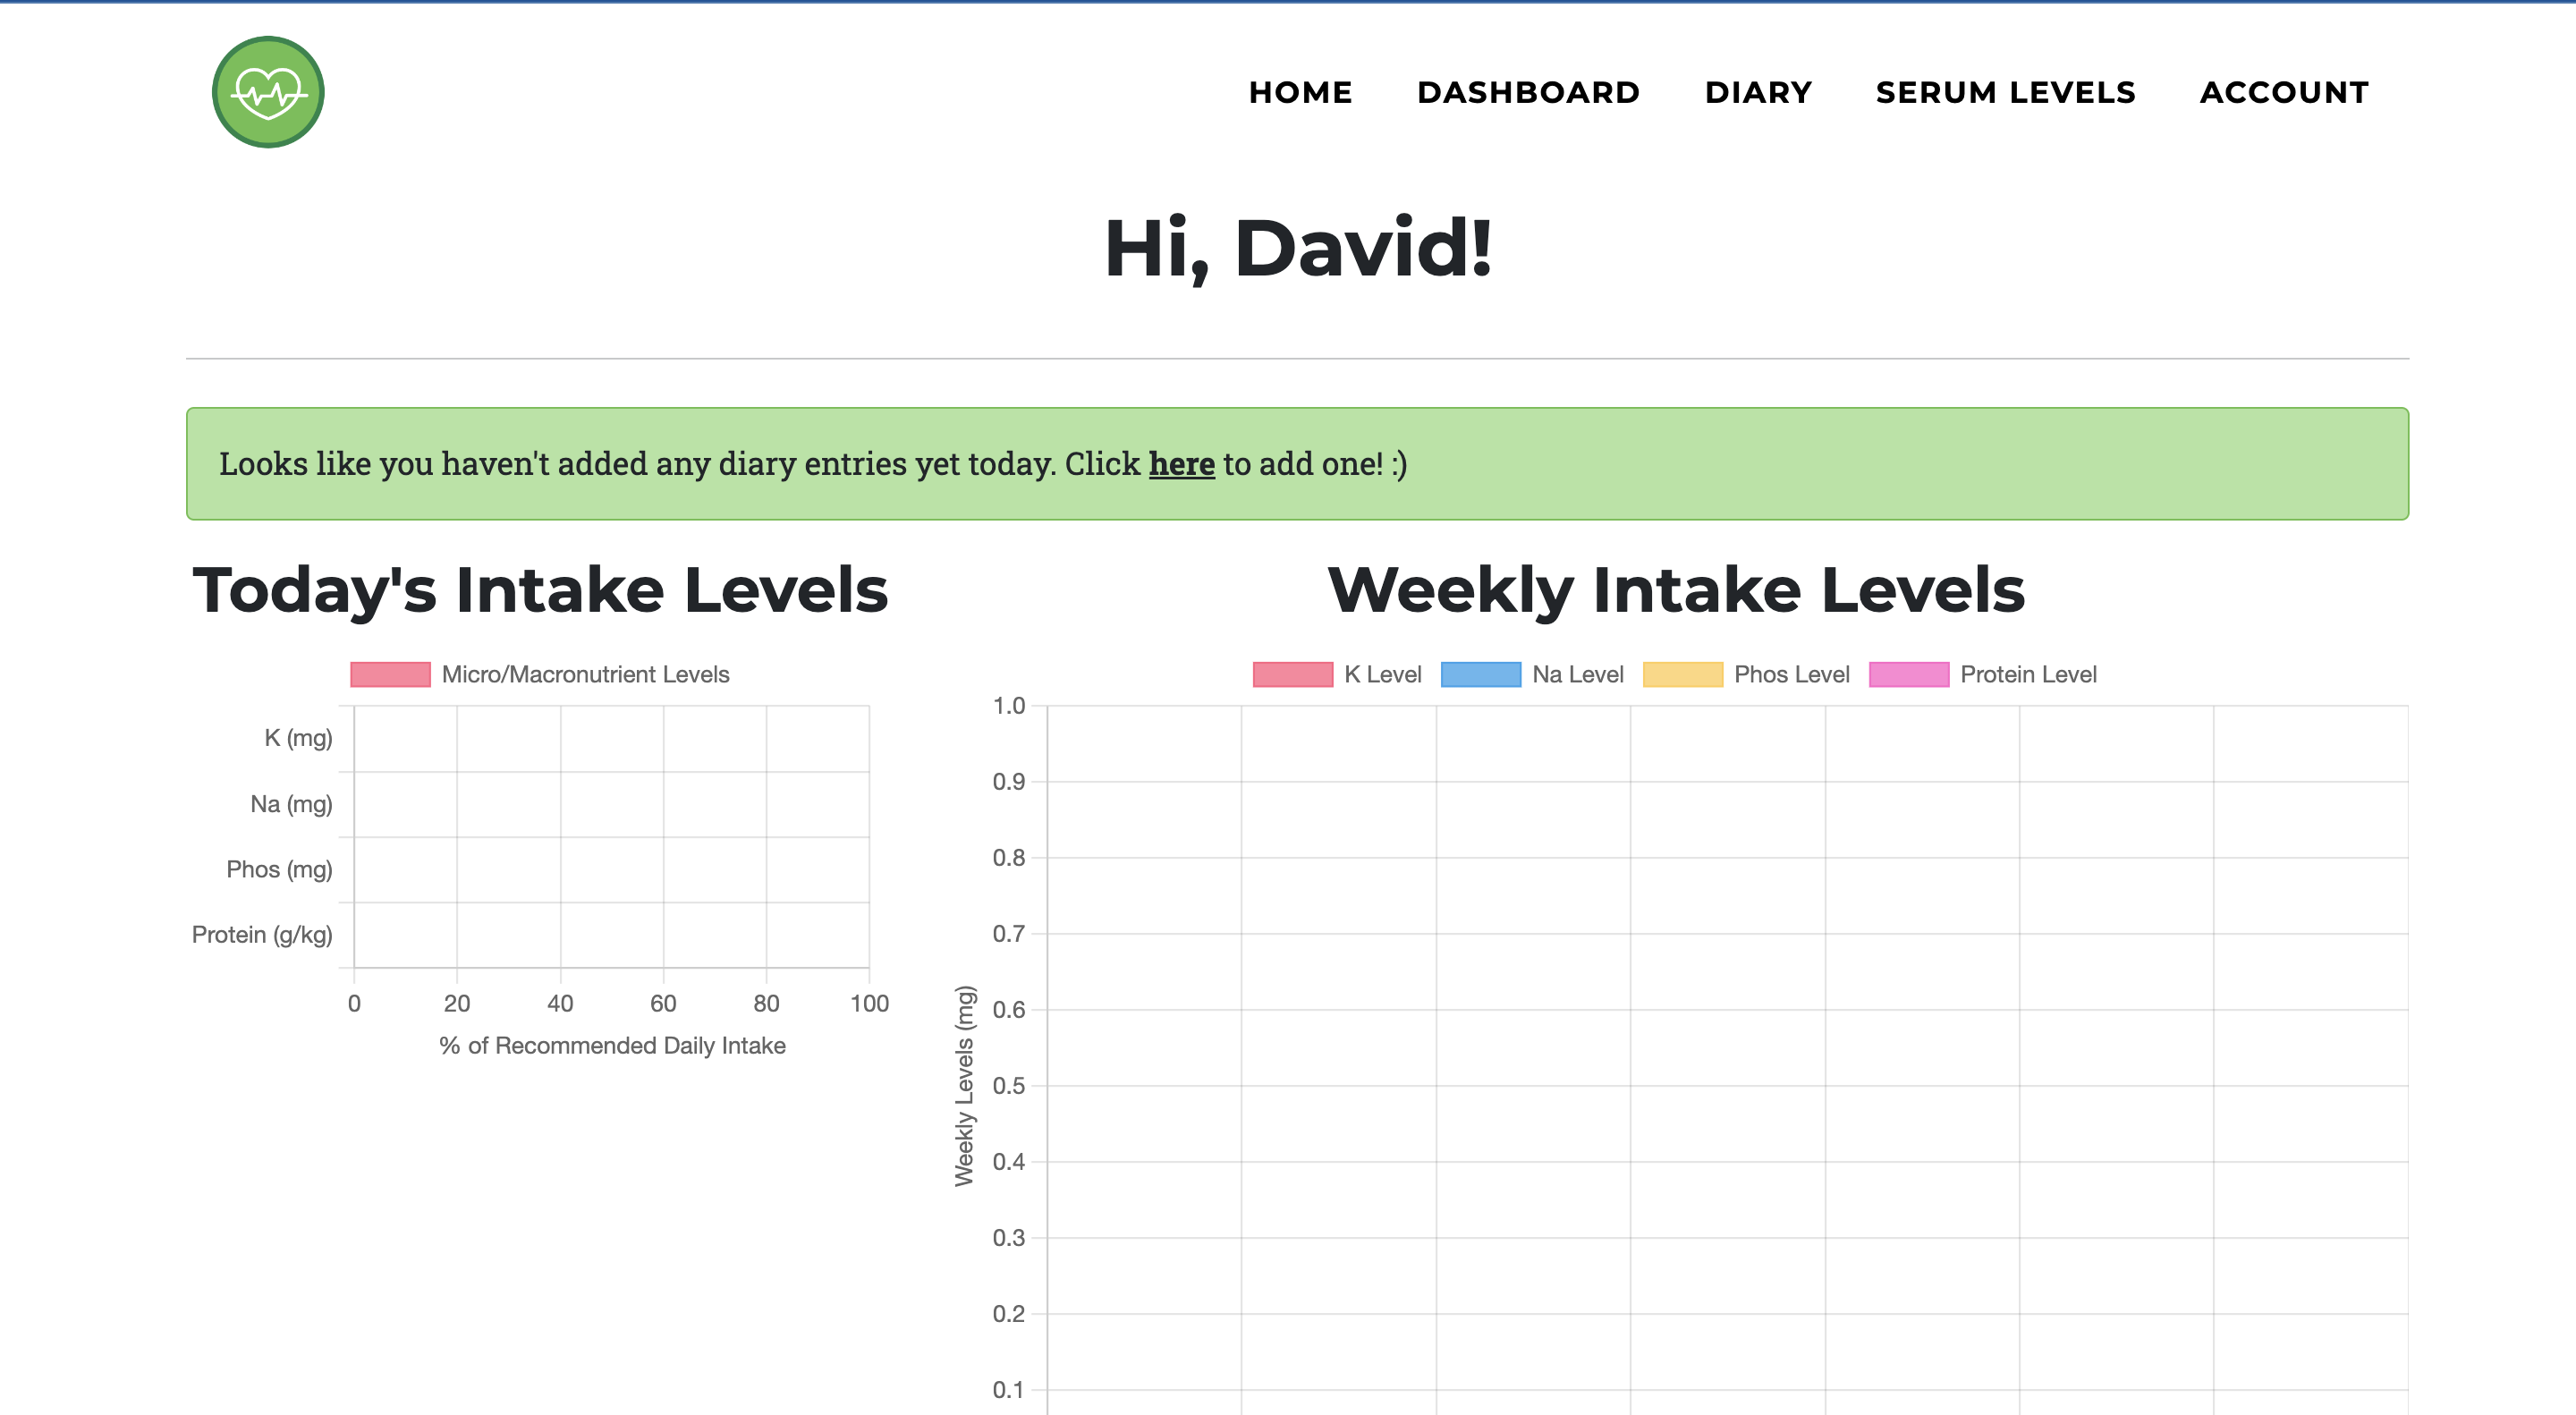 HOME DASHBOARD DIARY SERUM LEVELS ACCOUNT
Hi, David!
Looks like you haven't added any diary entries yet today. Click here to add one! :)
Today's Intake Levels
Micro/Macronutrient Levels
K (mg)
Na (mg)
Phos (mg)
Protein (g/kg)
0 20 40 60 80 100
% of Recommended Daily Intake
Weekly Intake Levels
K Level Na Level Phos Level Protein Level
Weekly Levels (mg)
1.0
0.9
0.8
0.7
0.6
0.5
0.4
0.3
0.2
0.1